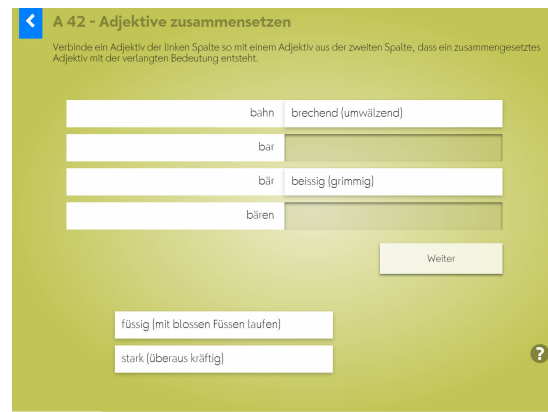 A 42 - Adjektive zusammensetzen
Verbinde ein Adjektiv der linken Spalte so mit einem Adjektiv aus der zweiten Spalte, dass ein zusammengesetztes
Adjektiv mit der verlangten Bedeutung entsteht.
bahn brechend (umwälzend)
bar
bär beissig (grimmig)
bären
Weiter
füssig (mit blossen Füssen laufen)
stark (überaus kräftig)
?